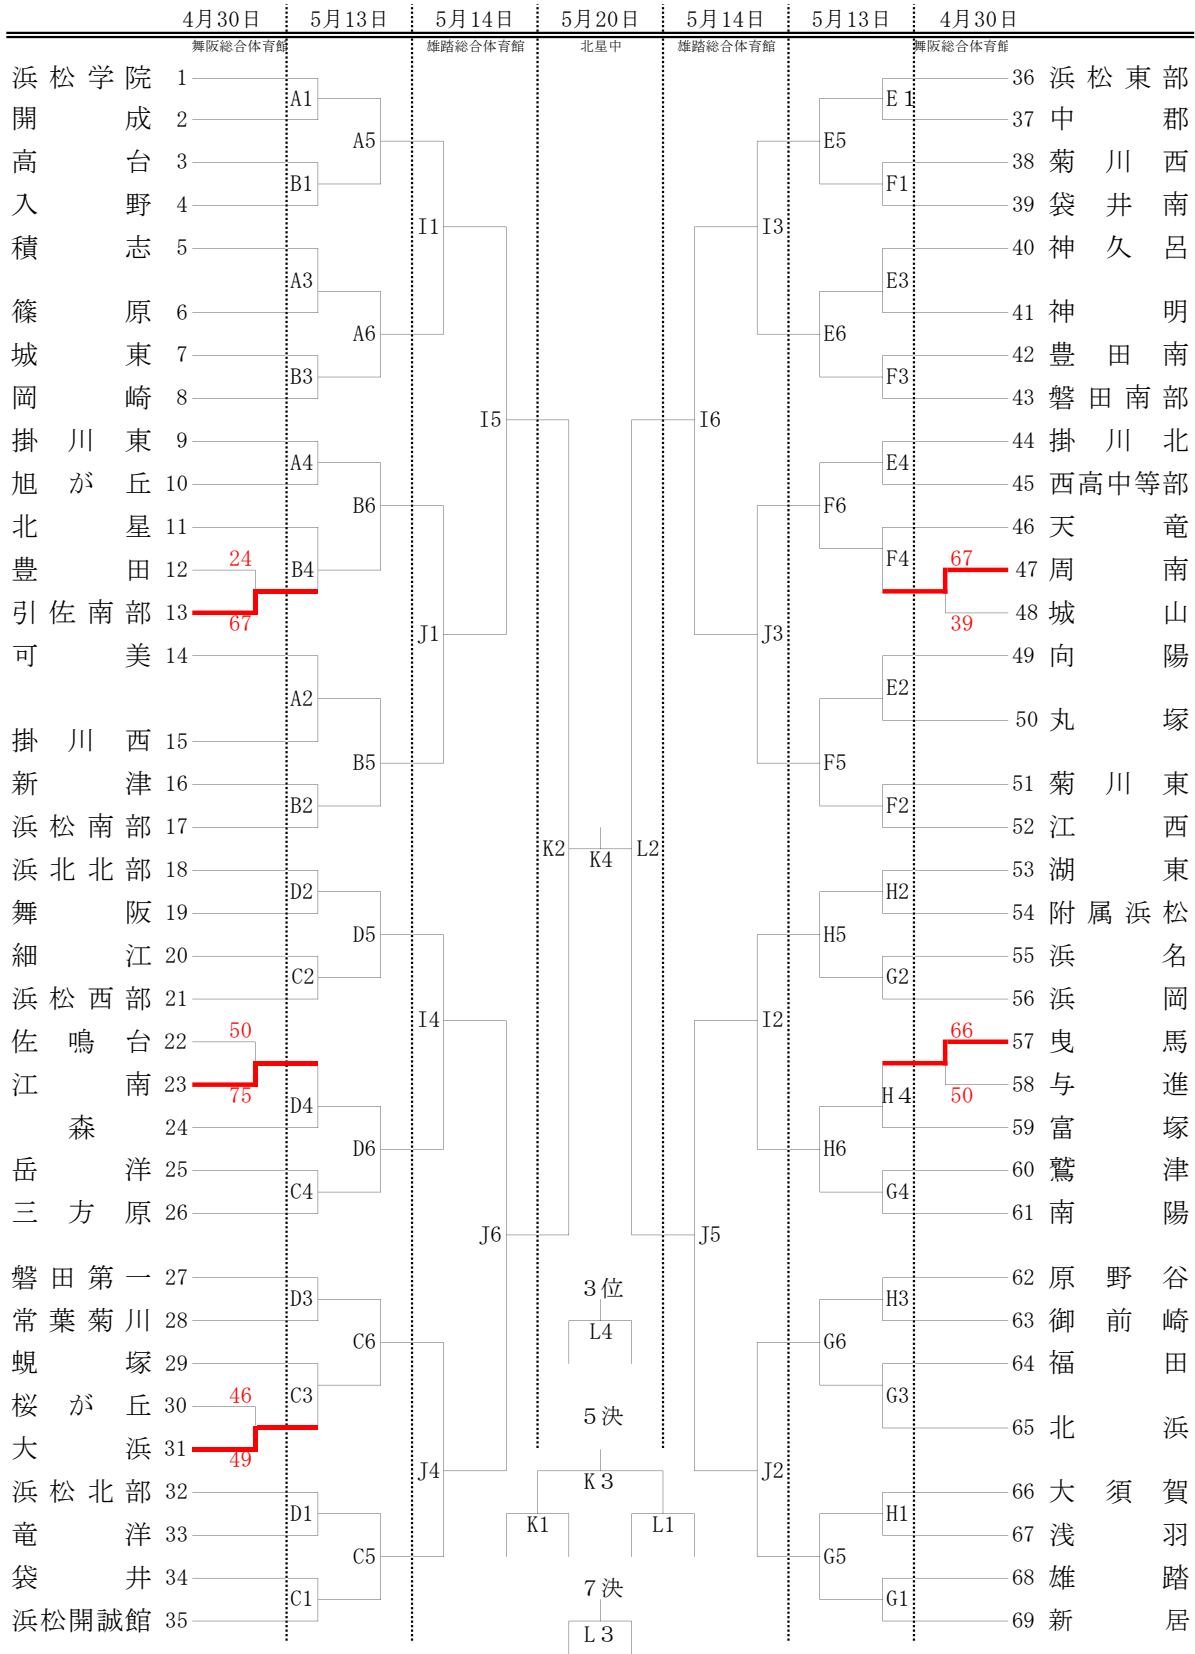 4月30日 5月13日 5月14日 5月20日 5月14日 5月13日 4月30日
舞阪総合体育館 雄踏総合体育館 北星中 雄踏総合体育館 舞阪総合体育館
浜松学院 1 36 浜松東部
A1 E1
開成 2 37 中郡
A5 E5
高台 3 38 菊川西
B1 F1
入野 4 39 袋井南
I1 I3
積志 5 40 神久呂
A3 E3
篠原 6 41 神明
A6 E6
城東 7 42 豊田南
B3 F3
岡崎 8 43 磐田南部
I5 I6
掛川東 9 44 掛川北
A4 E4
旭が丘 10 45 西高中等部
B6 F6
北星 11 46 天竜
24 F4 67
豊田 12 B4 47 周南
引佐南部 13 48 城山
67 J1 J3 39
可美 14 49 向陽
A2 E2
50 丸塚
掛川西 15
B5 F5
新津 16 51 菊川東
B2 F2
浜松南部 17 52 江西
K2 K4 L2
浜北北部 18 53 湖東
D2 H2
舞阪 19 54 附属浜松
D5 H5
細江 20 55 浜名
C2 G2
浜松西部 21 56 浜岡
I4 I2
50 66
佐鳴台 22 57 曳馬
江南 23 58 与進
75 D4 H4 50
森 24 59 富塚
D6 H6
岳洋 25 60 鷲津
C4 G4
三方原 26 61 南陽
J6 J5
磐田第一 27 3位 62 原野谷
D3 H3
常葉菊川 28 63 御前崎
C6 L4 G6
蜆塚 29 64 福田
46 C3 G3
桜が丘 30 5決
65 北浜
大浜 31
49 J4 K3 J2
浜松北部 32 66 大須賀
D1 K1 L1 H1
竜洋 33 67 浅羽
C5 G5
袋井 34 7決 68 雄踏
C1 G1
浜松開誠館 35 69 新居
L3